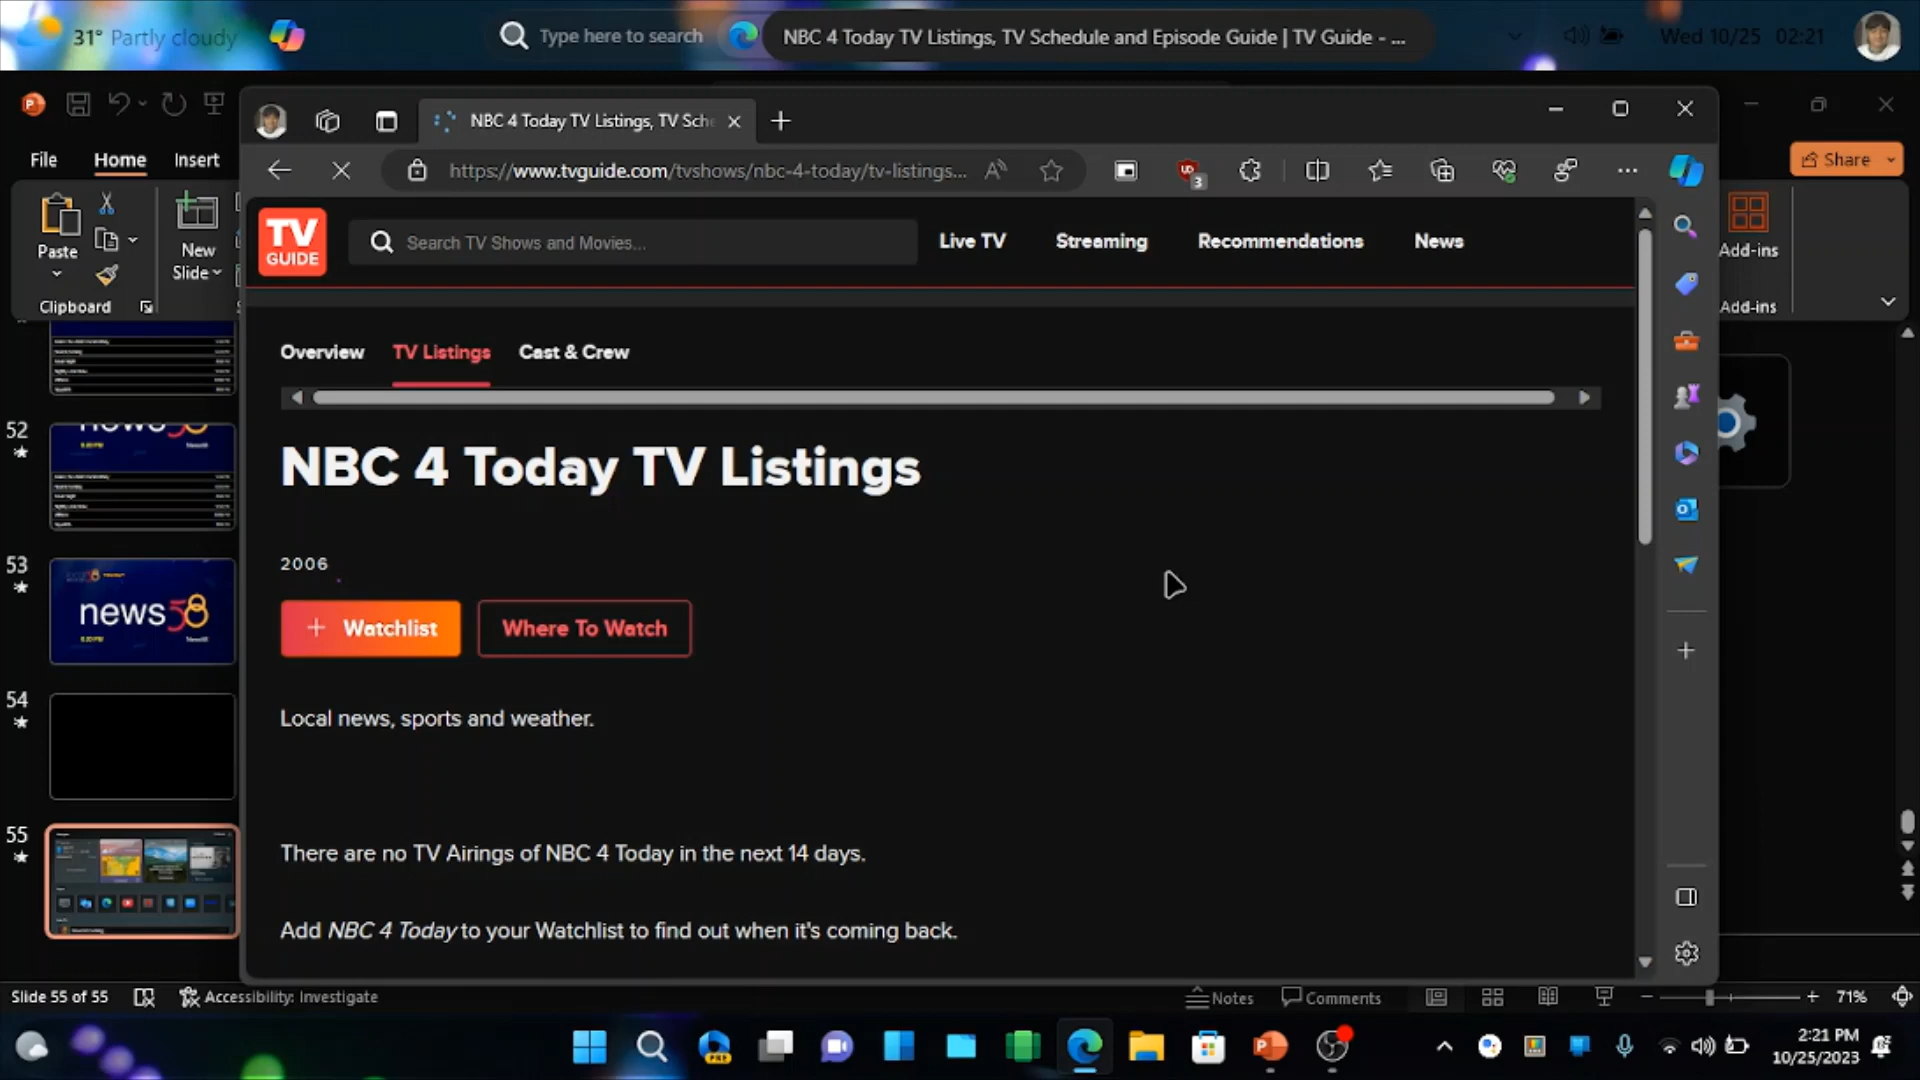 31° Partly cloudy
Type here to search
NBC 4 Today TV Listings, TV Schedule and Episode Guide | TV Guide - ...
Wed 10/25 02:21
NBC 4 Today TV Listings, TV Sche
File
Home
Insert
Share
https://www.tvguide.com/tvshows/nbc-4-today/tv-listings...
UD
3
Paste
New
Slide
Clipboard
Add-ins
Add-ins
TV
GUIDE
Search TV Shows and Movies...
Live TV
Streaming
Recommendations
News
Overview
TV Listings
Cast & Crew
NBC 4 Today TV Listings
2006
+ Watchlist
Where To Watch
Local news, sports and weather.
There are no TV Airings of NBC 4 Today in the next 14 days.
Add NBC 4 Today to your Watchlist to find out when it's coming back.
52
53
news58
54
55
Slide 55 of 55
Accessibility: Investigate
Notes
Comments
71%
PRE
2:21 PM
10/25/2023